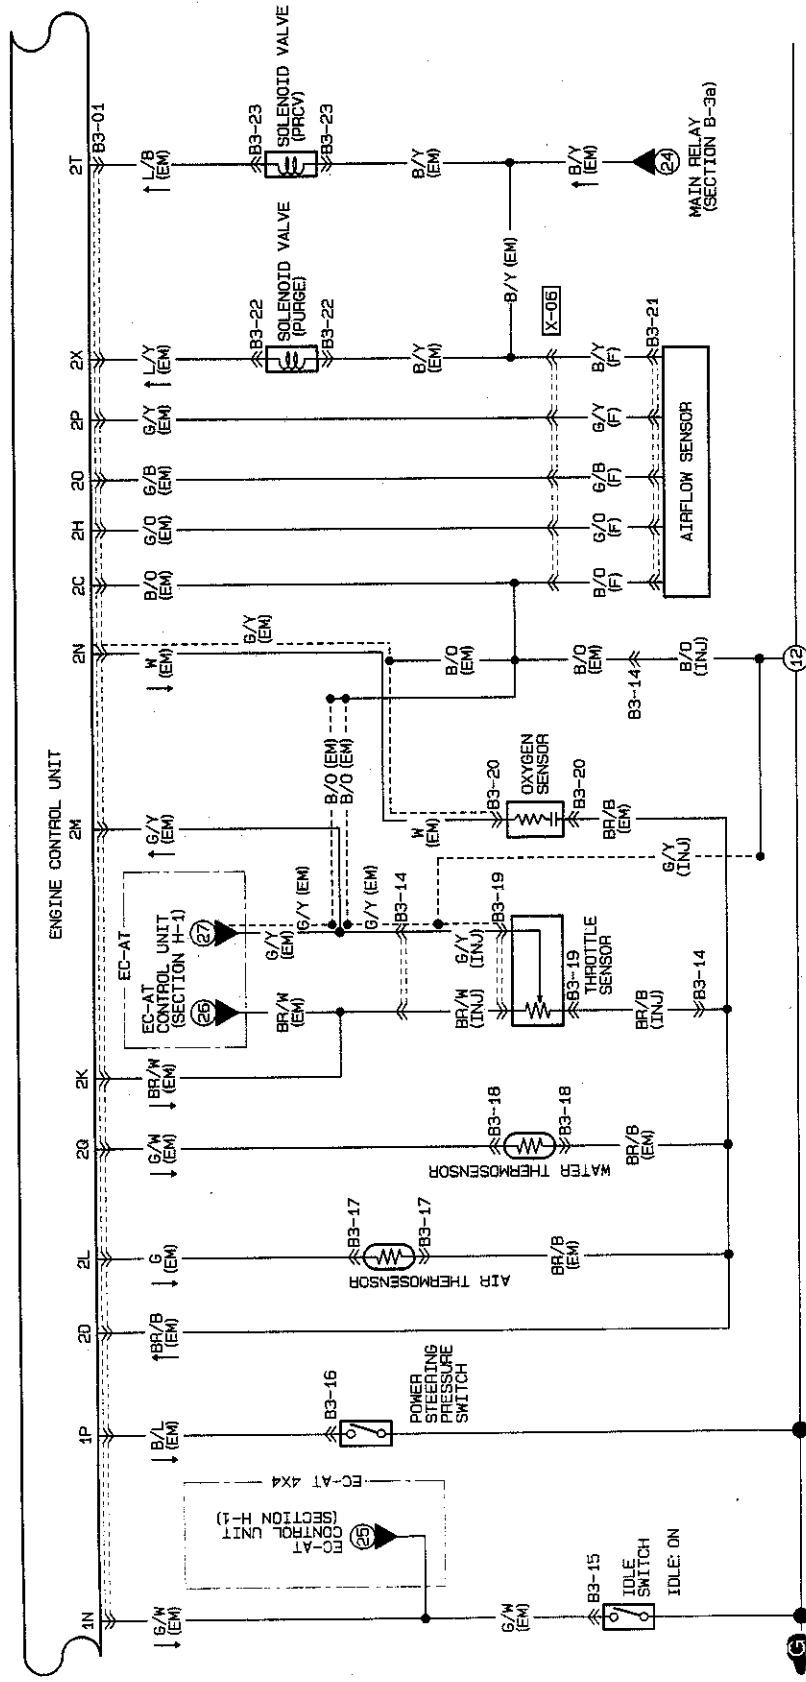 ENGINE CONTROL UNIT
1N
1P
2D
2L
2Q
2K
2M
2N
2C
2H
2O
2P
2X
2T
B3-01
G/W
(EM)
B/L
(EM)
BR/B
(EM)
G
(EM)
G/W
(EM)
BR/W
(EM)
G/Y
(EM)
W
(EM)
B/O
(EM)
G/O
(EM)
G/B
(EM)
G/Y
(EM)
L/Y
(EM)
L/B
(EM)
EC-AT
EC-AT
CONTROL UNIT
(SECTION H-1)
26
27
BR/W
(EM)
G/Y
(EM)
G/Y (EM)
G/Y (EM)
B/O (EM)
B/O (EM)
G/Y
(EM)
EC-AT 4X4
EC-AT
CONTROL UNIT
(SECTION H-1)
25
B3-22
SOLENOID VALVE
(PURGE)
B3-22
B3-23
SOLENOID VALVE
(PRCV)
B3-23
B3-16
POWER
STEERING
PRESSURE
SWITCH
B3-17
AIR THERMOSENSOR
B3-17
B3-14
W
(EM)
B/O
(EM)
B/Y
(EM)
B/Y
(EM)
B3-18
WATER THERMOSENSOR
B3-18
BR/W
(INJ)
G/Y
(INJ)
B3-19
THROTTLE
SENSOR
B3-19
B3-20
OXYGEN
SENSOR
B3-20
B/Y (EM)
X-06
G/W
(EM)
BR/B
(EM)
BR/B
(EM)
BR/B
(INJ)
BR/B
(EM)
B/O
(EM)
B/O
(F)
G/O
(F)
G/B
(F)
G/Y
(F)
B/Y
(F)
B/Y
(EM)
B3-15
IDLE
SWITCH
IDLE: ON
B3-14
B3-14
B3-21
AIRFLOW SENSOR
24
MAIN RELAY
(SECTION B-3a)
G/Y
(INJ)
B/O
(INJ)
G
12